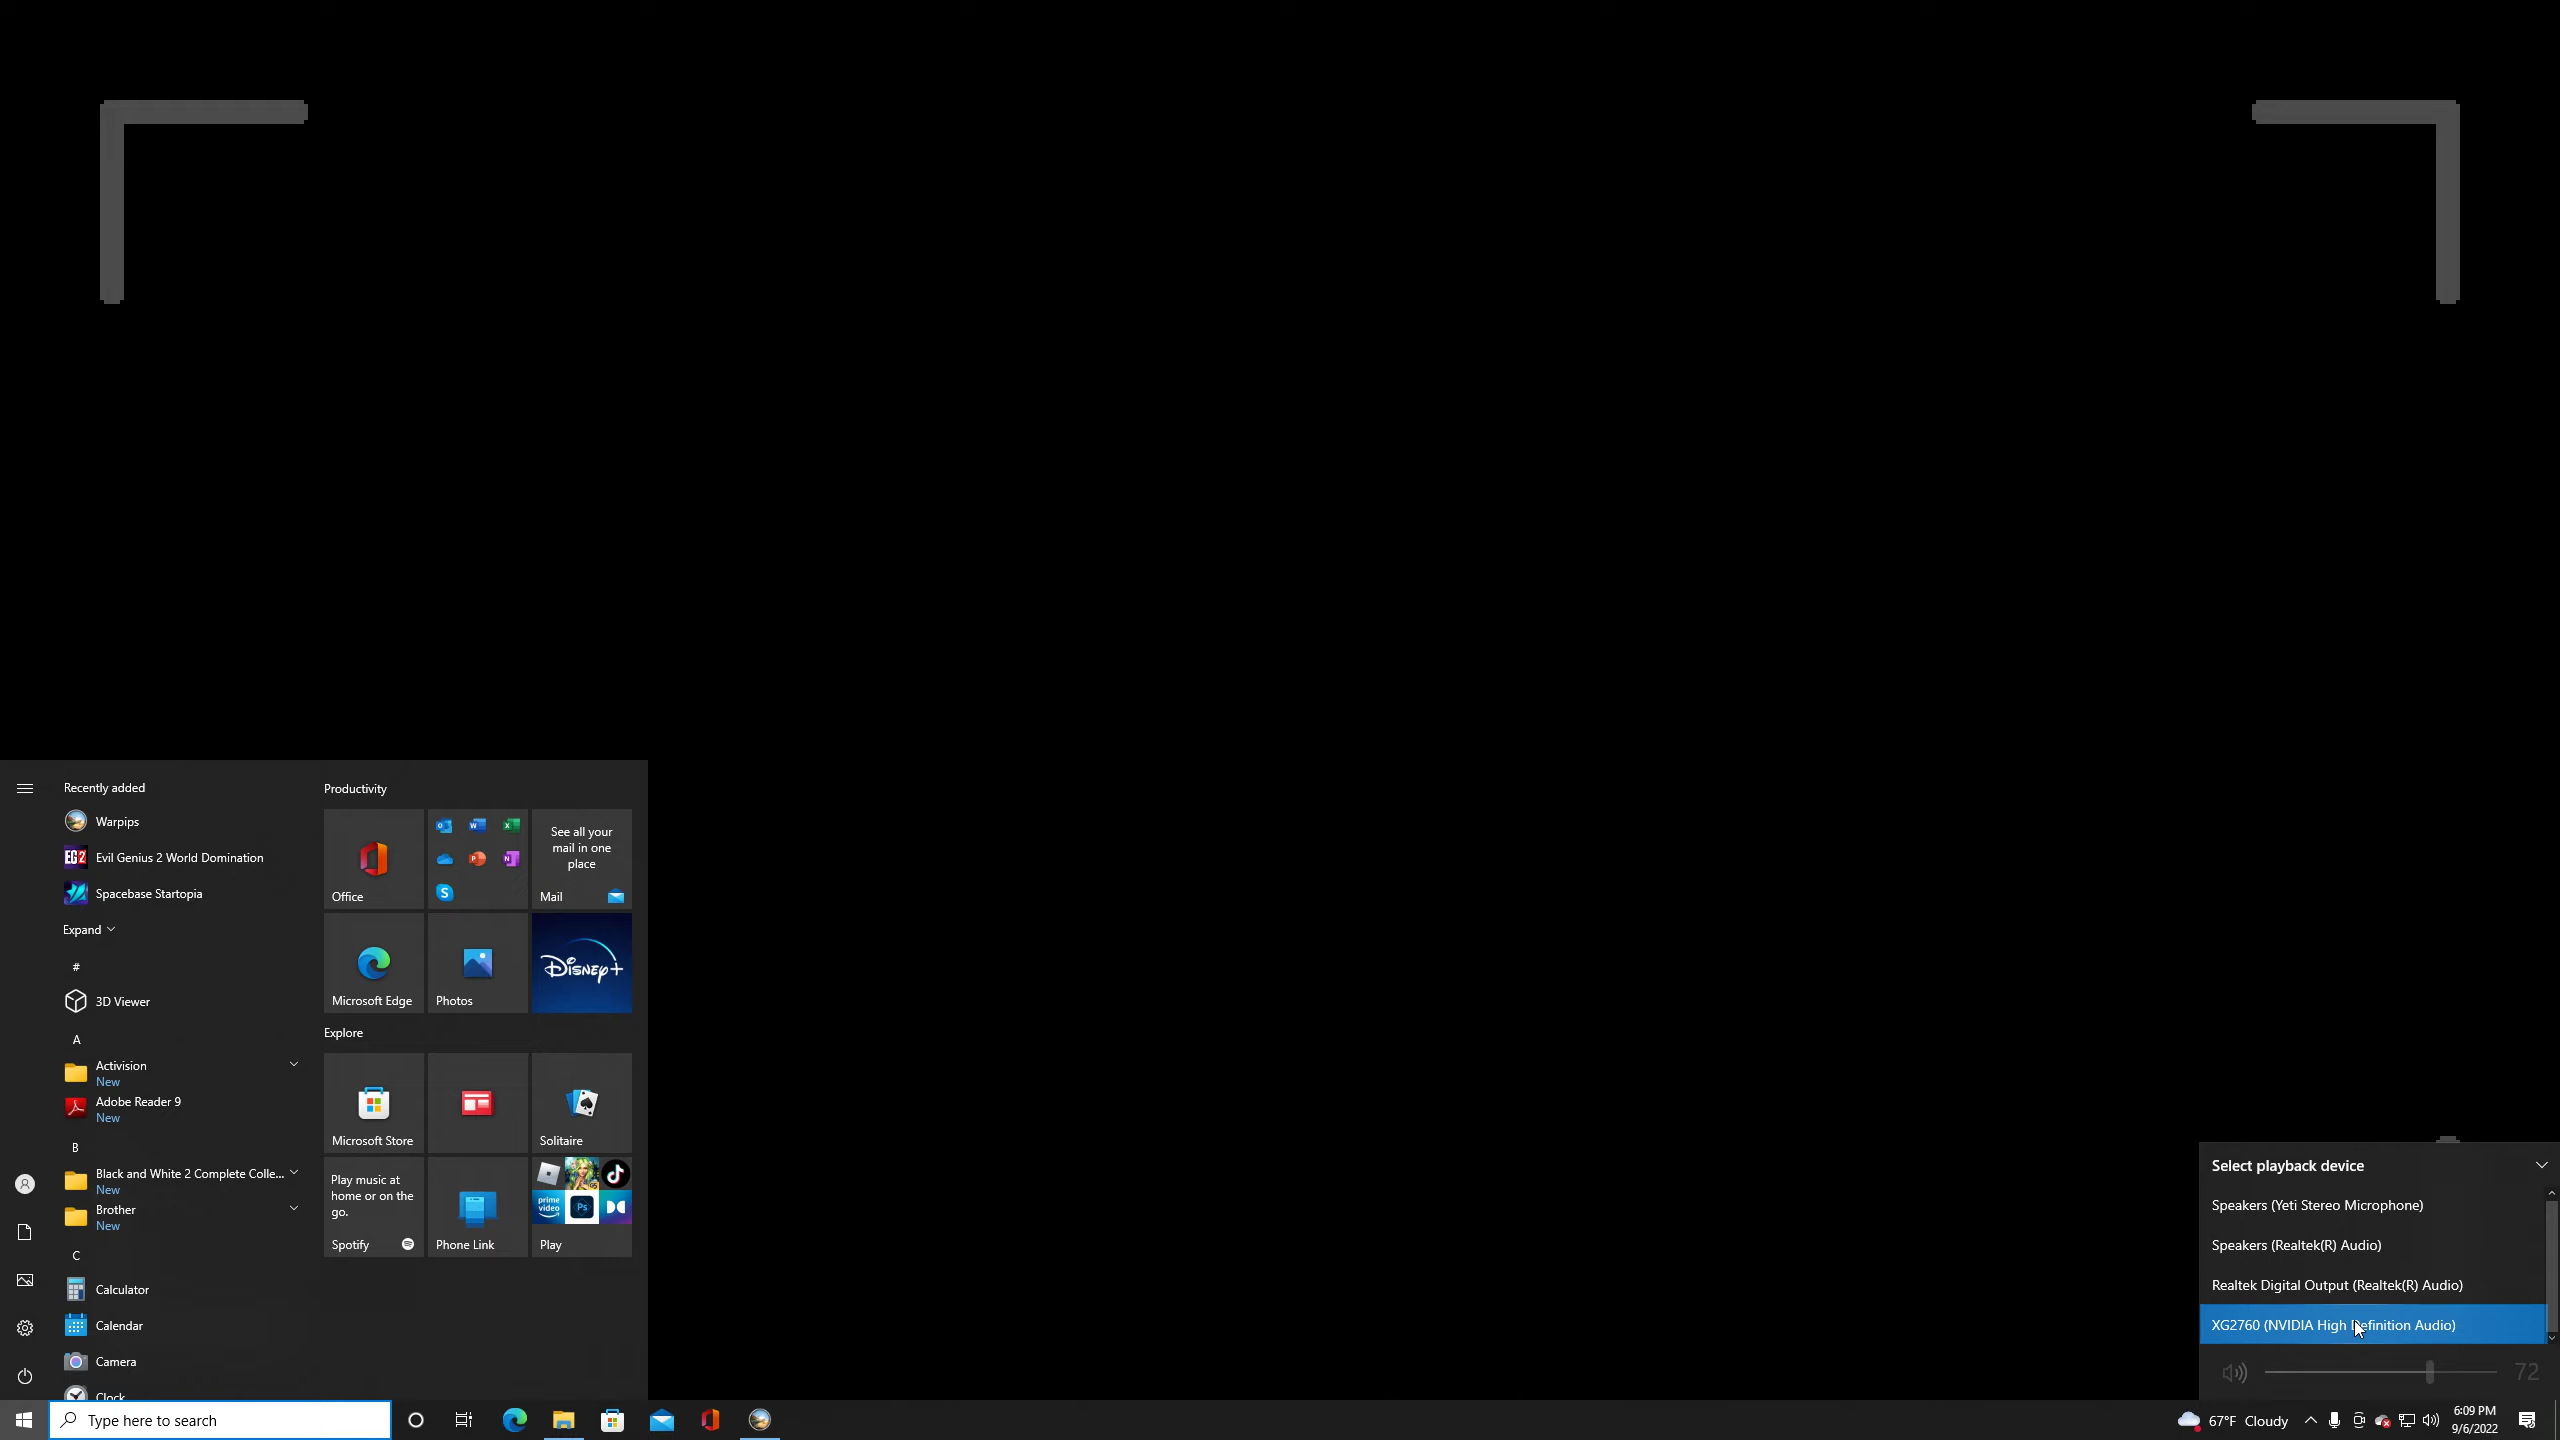 Recently added
Warpips
Evil Genius 2 World Domination
Spacebase Startopia
Expand
#
3D Viewer
A
Activision
New
Adobe Reader 9
New
B
Black and White 2 Complete Colle...
New
Brother
New
C
Calculator
Calendar
Camera
Clock
Productivity
Office
See all your
mail in one
place
Mail
Microsoft Edge
Photos
Disney+
Explore
Microsoft Store
Solitaire
Play music at
home or on the
go.
Spotify
Phone Link
prime
video
Ps
Play
Select playback device
Speakers (Yeti Stereo Microphone)
Speakers (Realtek(R) Audio)
Realtek Digital Output (Realtek(R) Audio)
XG2760 (NVIDIA High Definition Audio)
72
Type here to search
67°F Cloudy
6:09 PM
9/6/2022